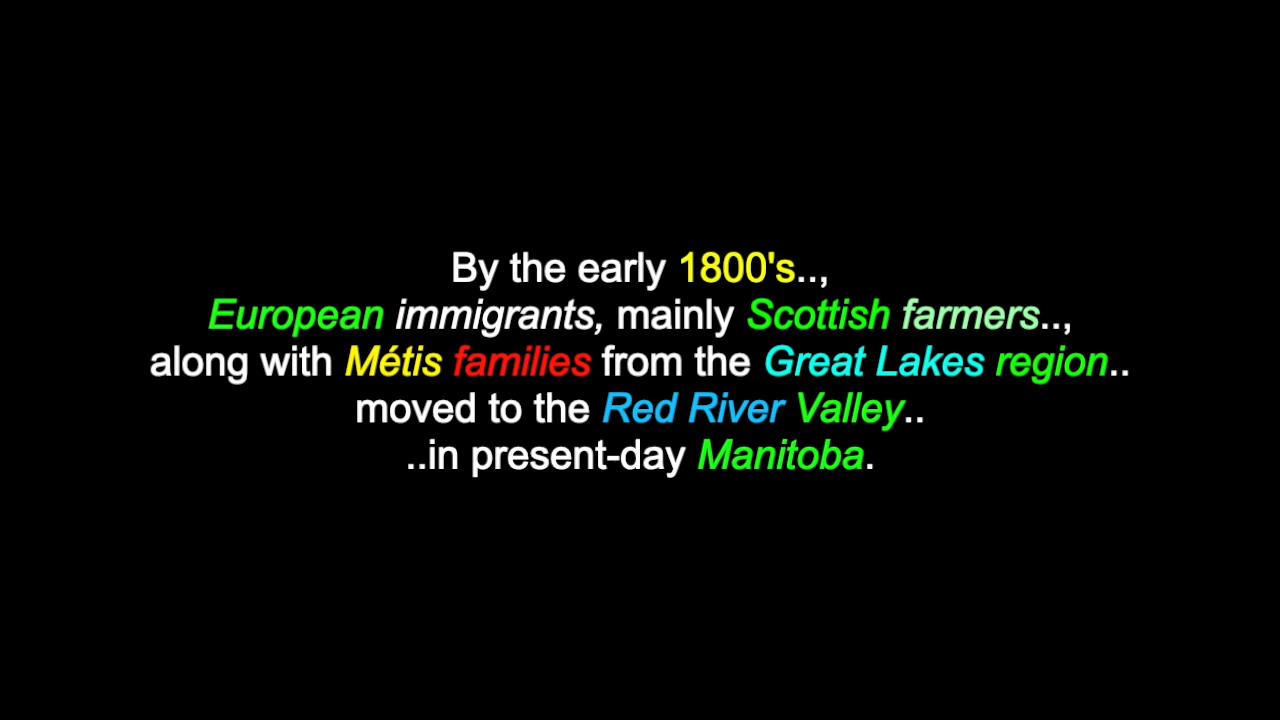 By the early 1800's..,
European immigrants, mainly Scottish farmers..,
along with Métis families from the Great Lakes region..
moved to the Red River Valley..
..in present-day Manitoba.